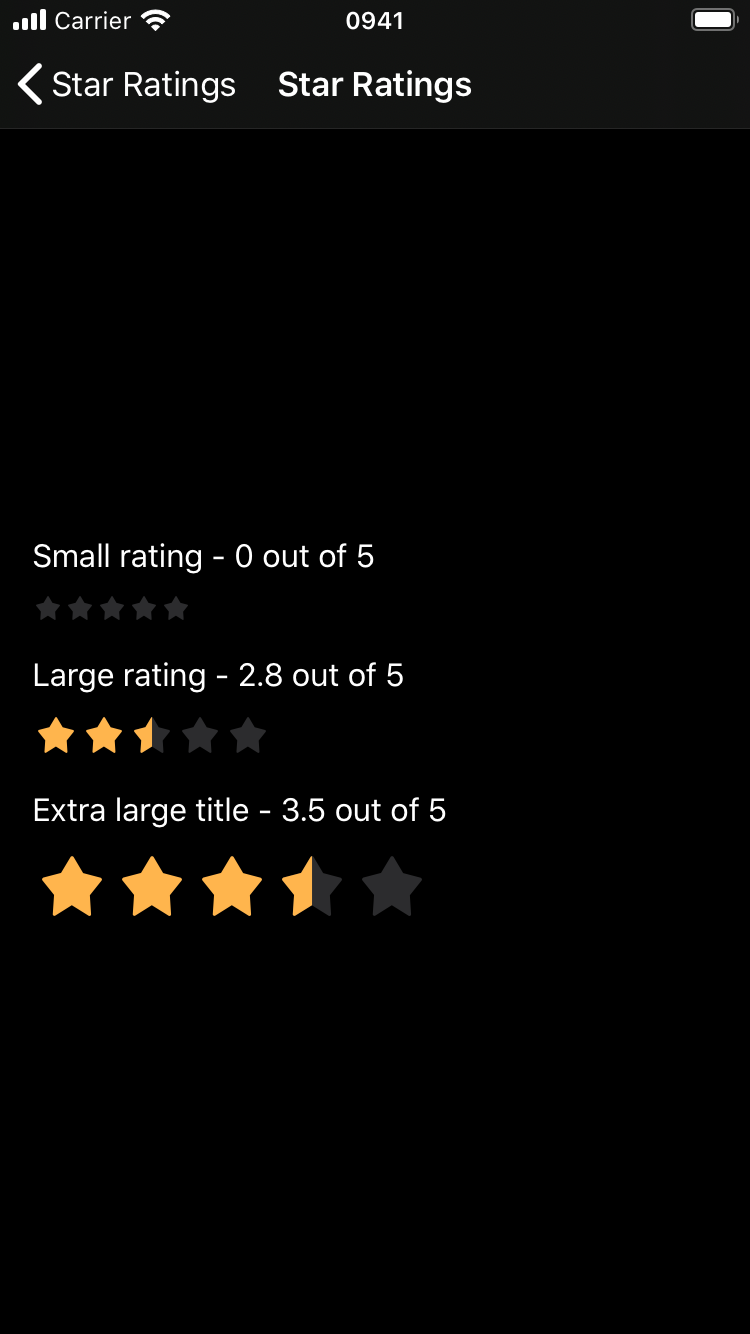 Carrier 0941
Star Ratings Star Ratings
Small rating - 0 out of 5
Large rating - 2.8 out of 5
Extra large title - 3.5 out of 5